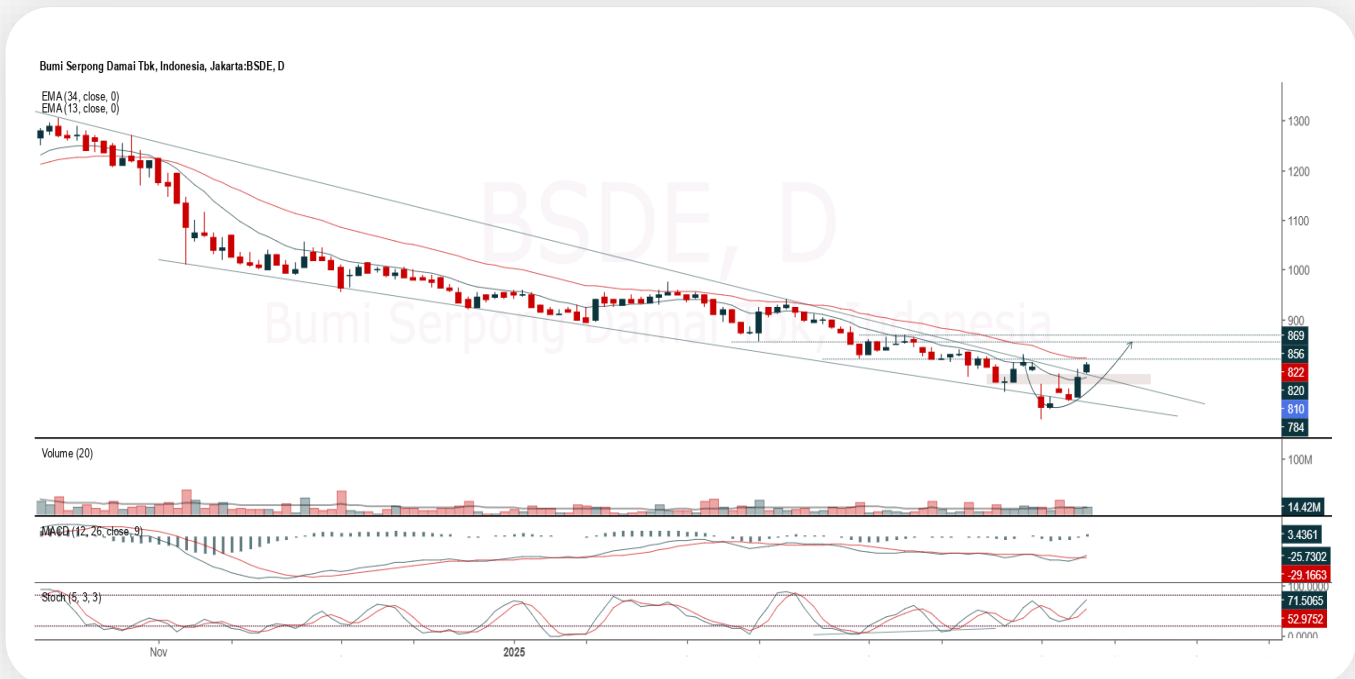 Bumi Serpong Damai Tbk, Indonesia, Jakarta:BSDE, D
EMA (34, close, 0)
EMA (13, close, 0)
BSDE, D
Bumi Serpong Damai Tbk, Indonesia
1300
1200
1100
1000
900
869
856
822
820
810
784
Volume (20)
100M
14.42M
MACD (12, 26, close, 9)
3.4361
-25.7302
-29.1663
Stoch (5, 3, 3)
100.0000
71.5065
52.9752
0.0000
Nov
2025